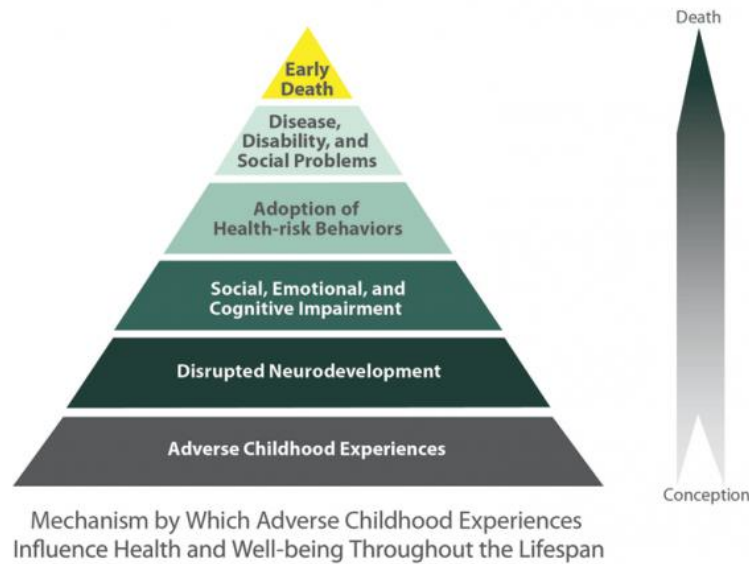 Death
Early
Death
Disease,
Disability, and
Social Problems
Adoption of
Health-risk Behaviors
Social, Emotional, and
Cognitive Impairment
Disrupted Neurodevelopment
Adverse Childhood Experiences
Conception
Mechanism by Which Adverse Childhood Experiences
Influence Health and Well-being Throughout the Lifespan